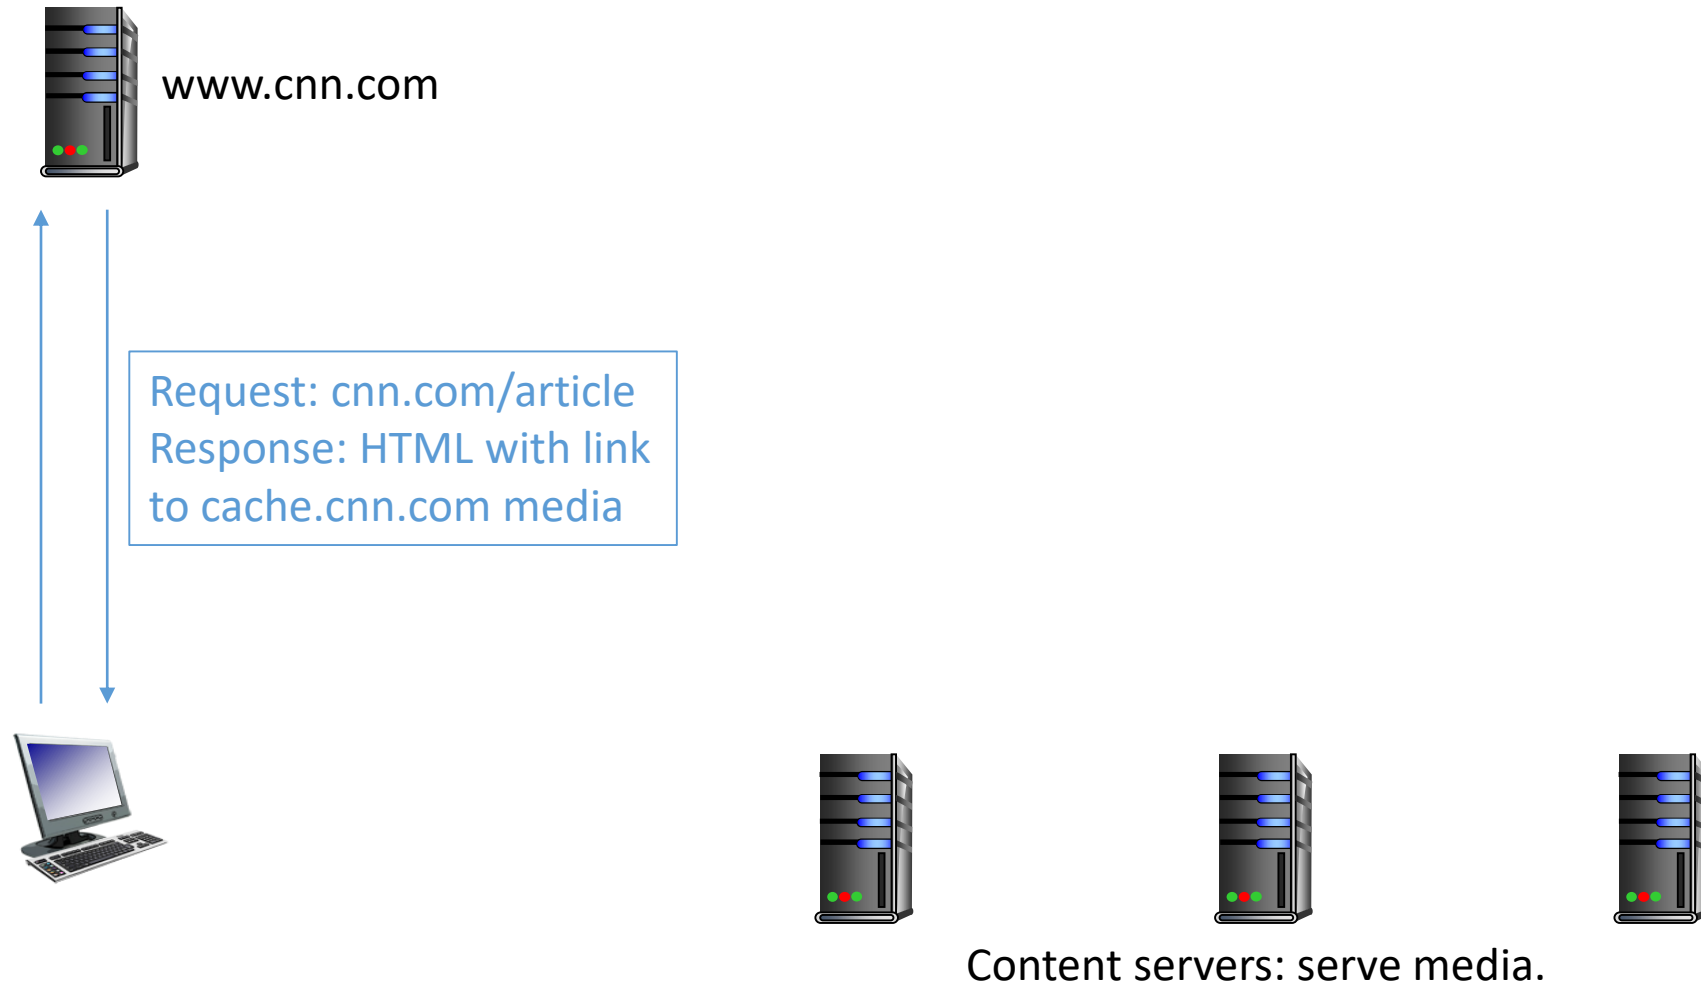 www.cnn.com
Request: cnn.com/article
Response: HTML with link
to cache.cnn.com media
Content servers: serve media.